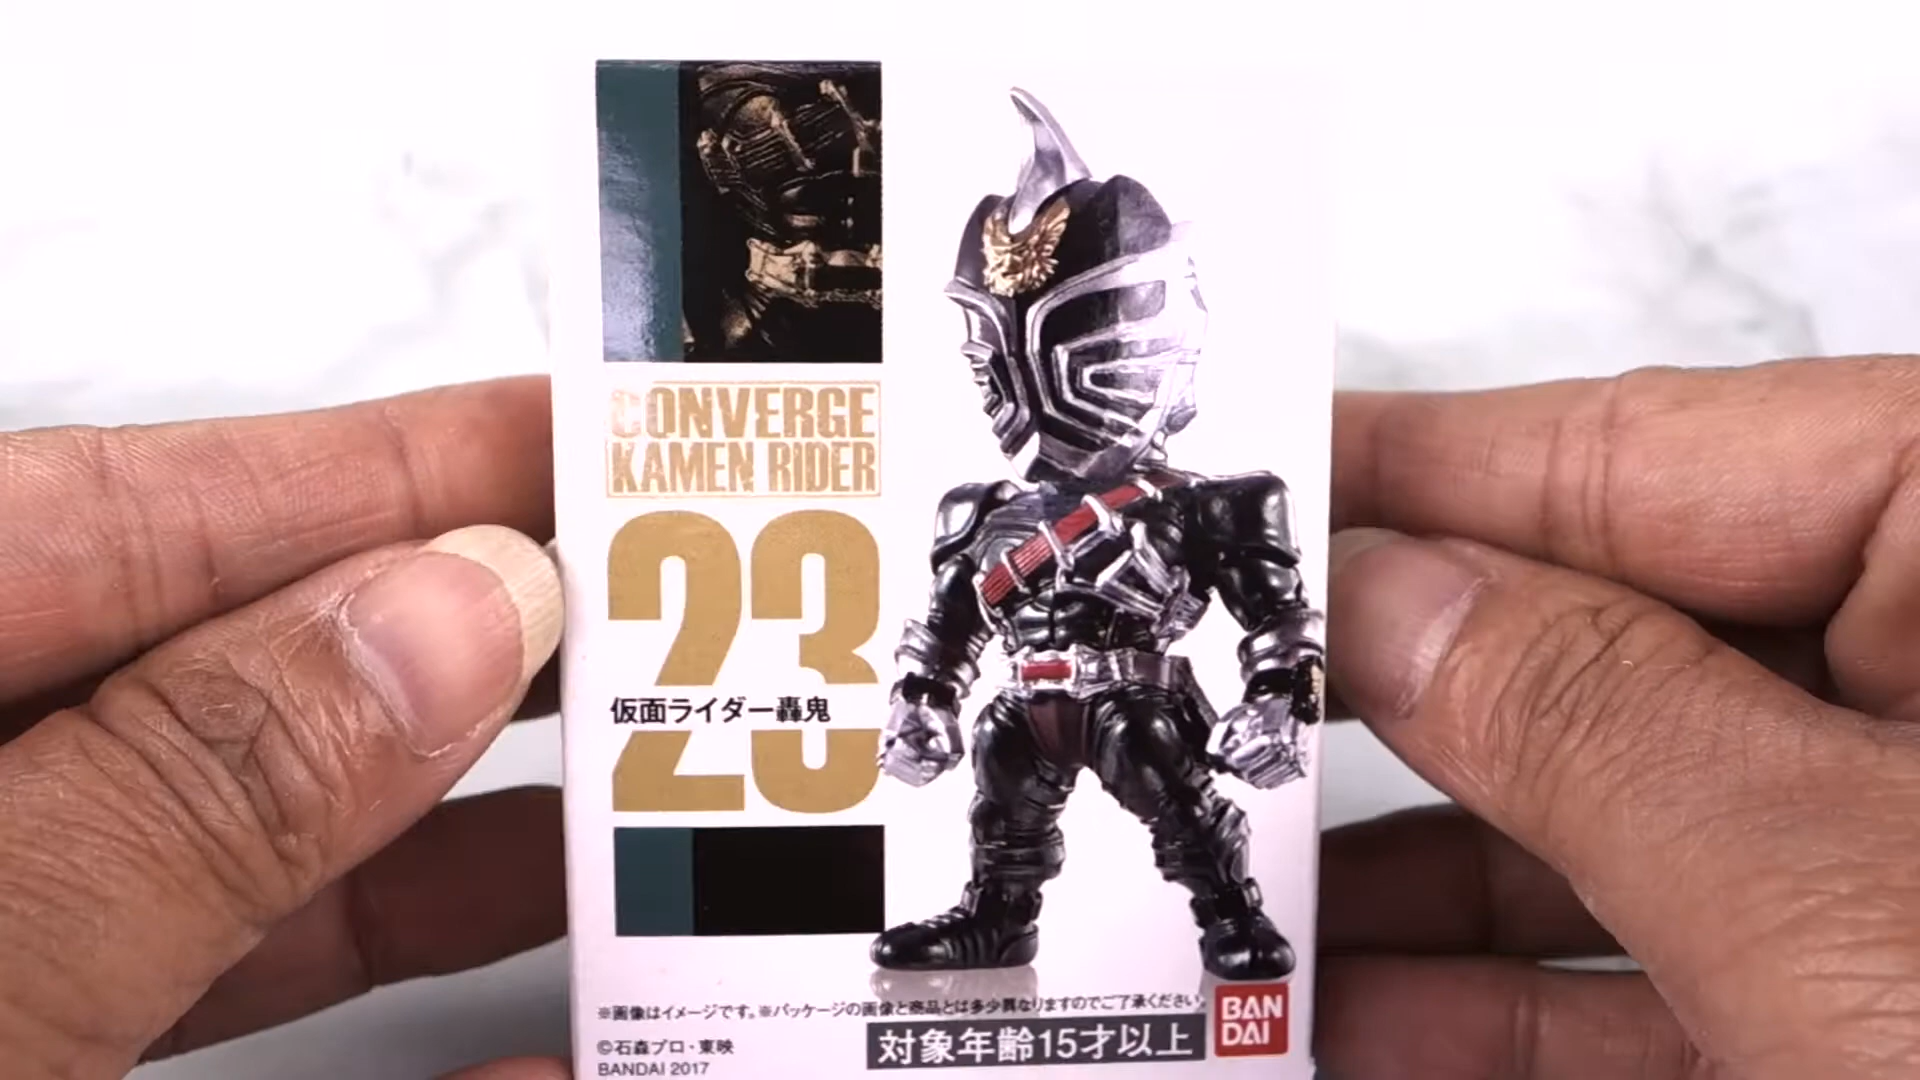 CONVERGE
KAMEN RIDER
23
仮面ライダー轟鬼
※画像はイメージです。※パッケージの画像と商品とは多少異なりますのでご了承ください。
対象年齢15才以上
BAN
DAI
©石森プロ・東映
BANDAI 2017